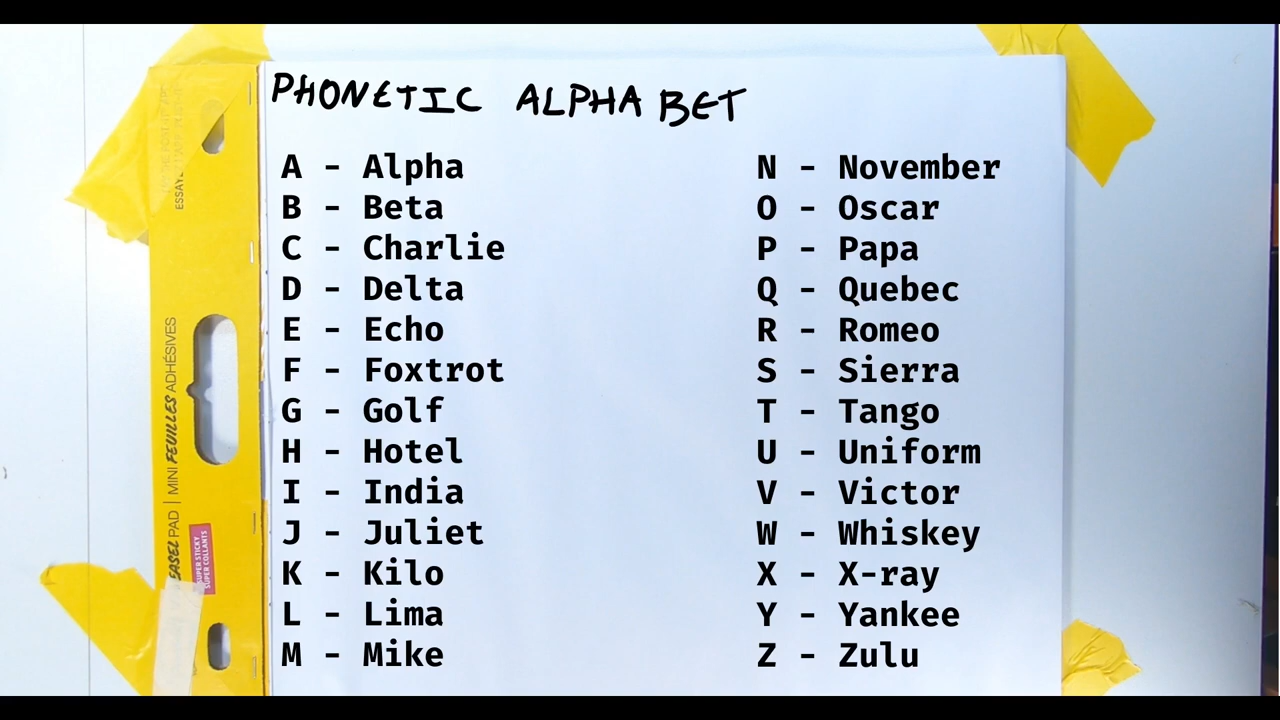 PHONETIC ALPHABET
A - Alpha
B - Beta
C - Charlie
D - Delta
E - Echo
F - Foxtrot
G - Golf
H - Hotel
I - India
J - Juliet
K - Kilo
L - Lima
M - Mike
N - November
O - Oscar
P - Papa
Q - Quebec
R - Romeo
S - Sierra
T - Tango
U - Uniform
V - Victor
W - Whiskey
X - X-ray
Y - Yankee
Z - Zulu
EASEL PAD | MINI FEUILLES ADHÉSIVES
SUPER STICKY
SUPER COLLANTS